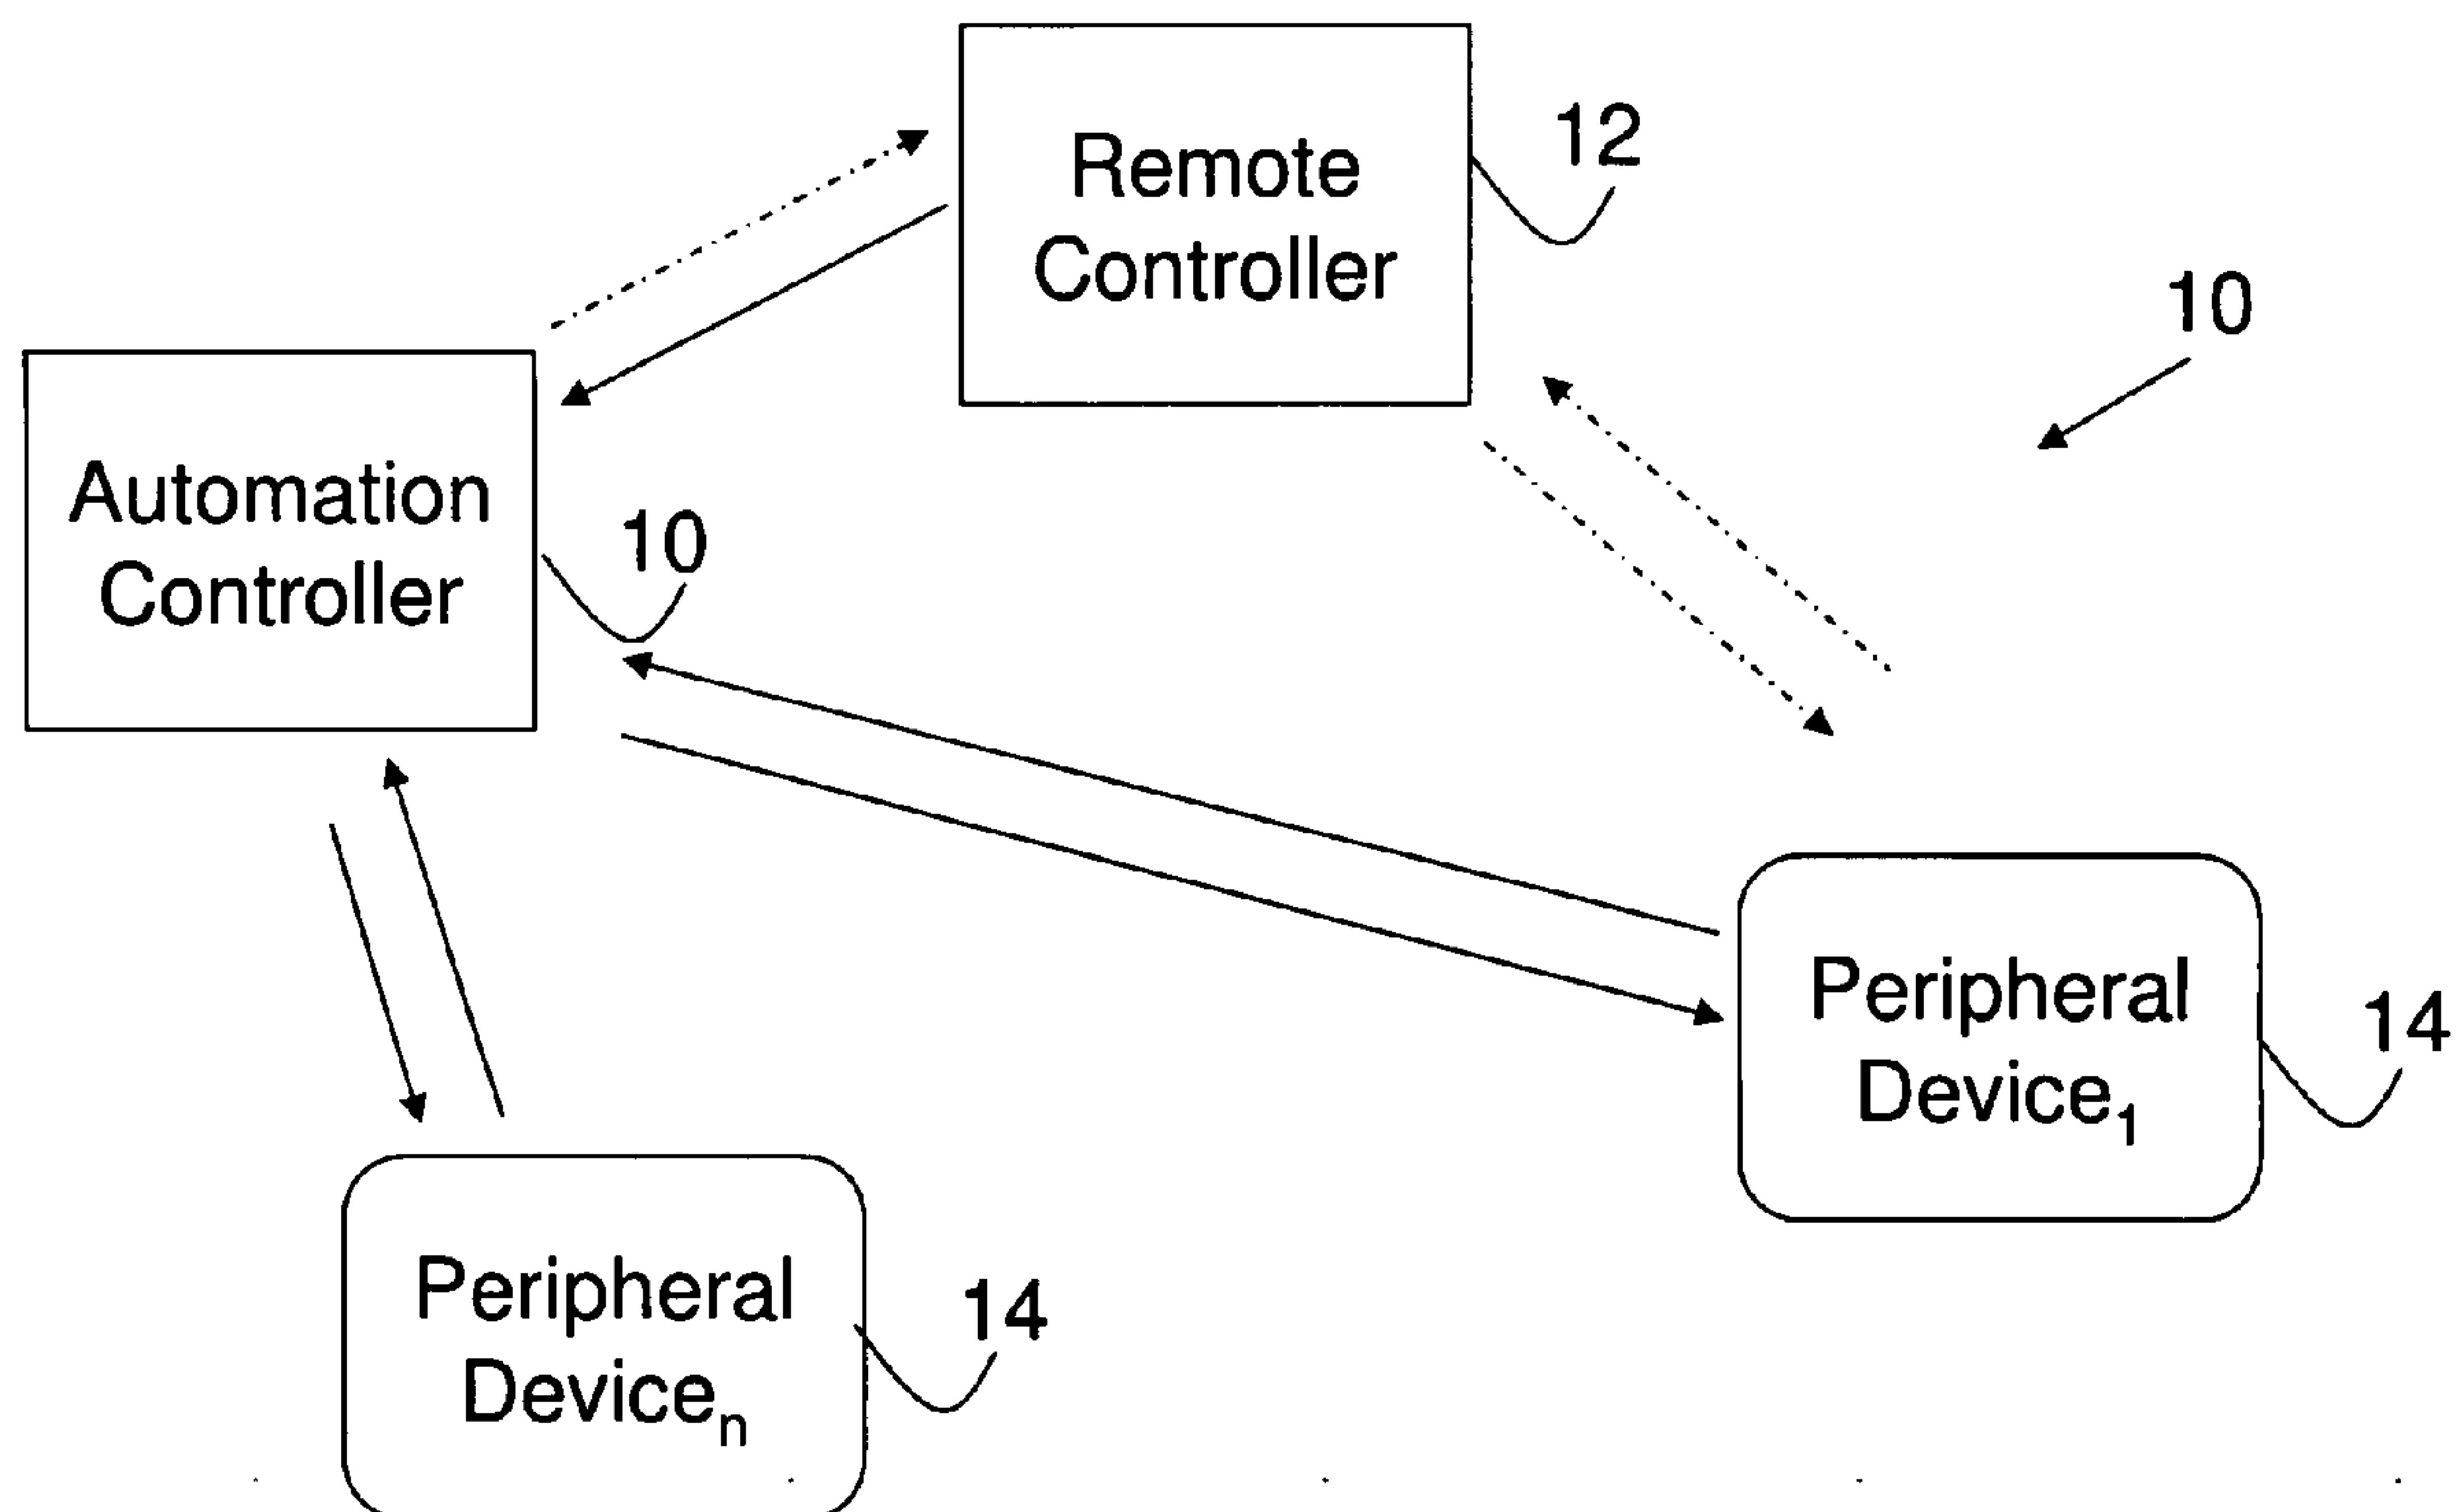 Remote
Controller
12
10
Automation
Controller
10
Peripheral
Device1
14
Peripheral
Devicen
14